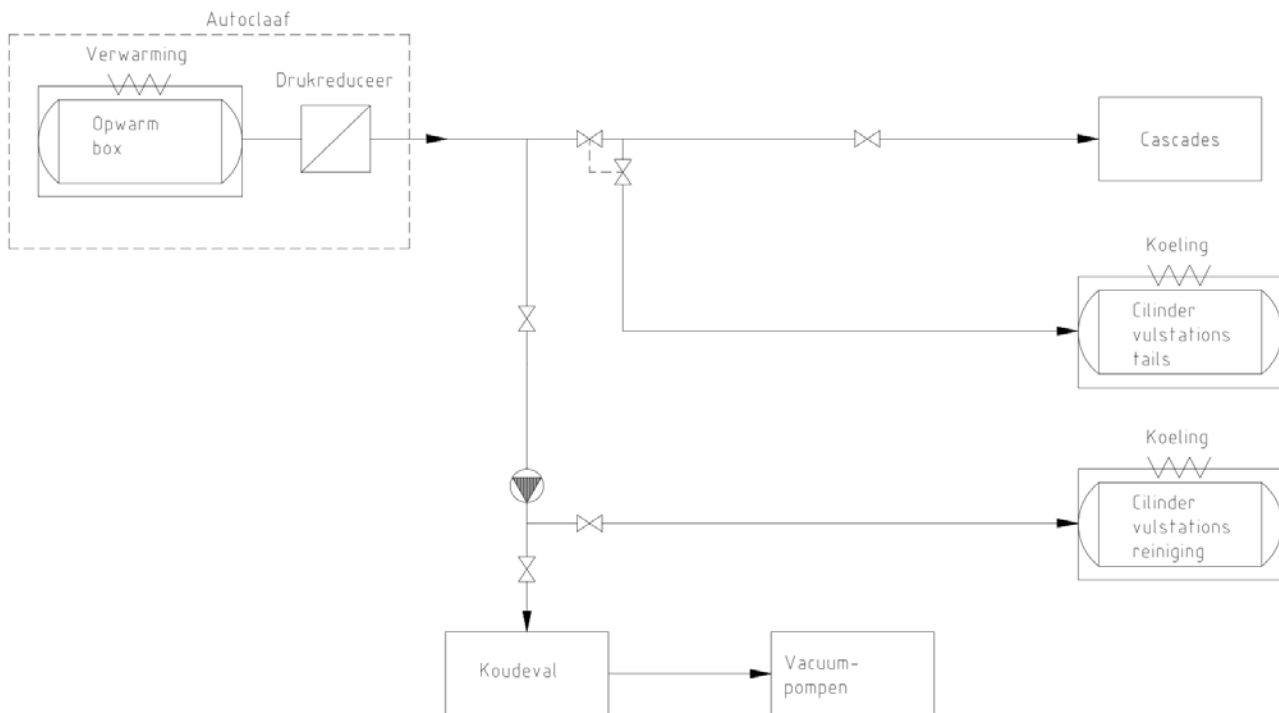 Autoclaaf
Verwarming
Drukreduceer
Opwarm
box
Cascades
Koeling
Cilinder
vulstations
tails
Koeling
Cilinder
vulstations
reiniging
Koudeval
Vacuum-
pompen